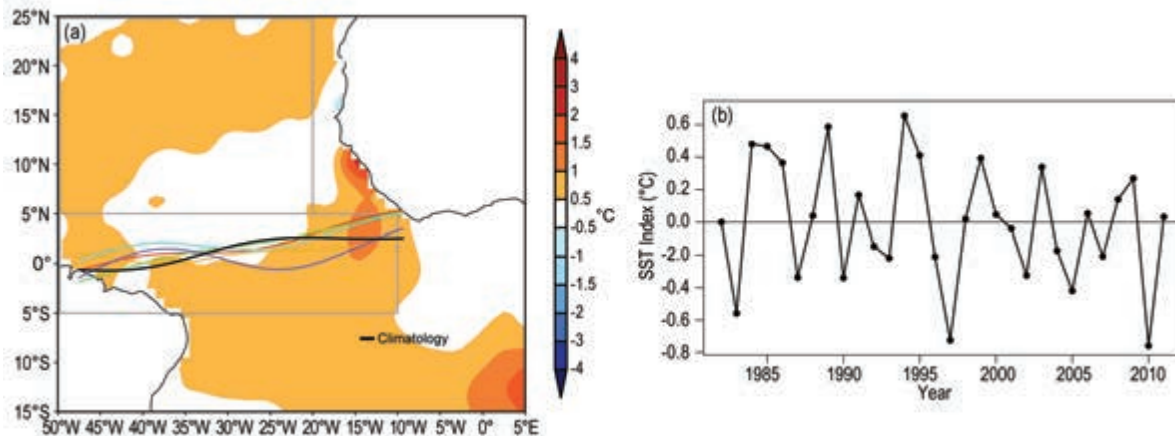 (a)
25°N
20°N
15°N
10°N
5°N
0°
5°S
10°S
15°S
50°W 45°W 40°W 35°W 30°W 25°W 20°W 15°W 10°W 5°W 0° 5°E
Climatology
4
3
2
1.5
1
0.5
-0.5
-1
-1.5
-2
-3
-4
°C
(b)
SST Index (°C)
0.6
0.4
0.2
0.0
-0.2
-0.4
-0.6
-0.8
1985 1990 1995 2000 2005 2010
Year